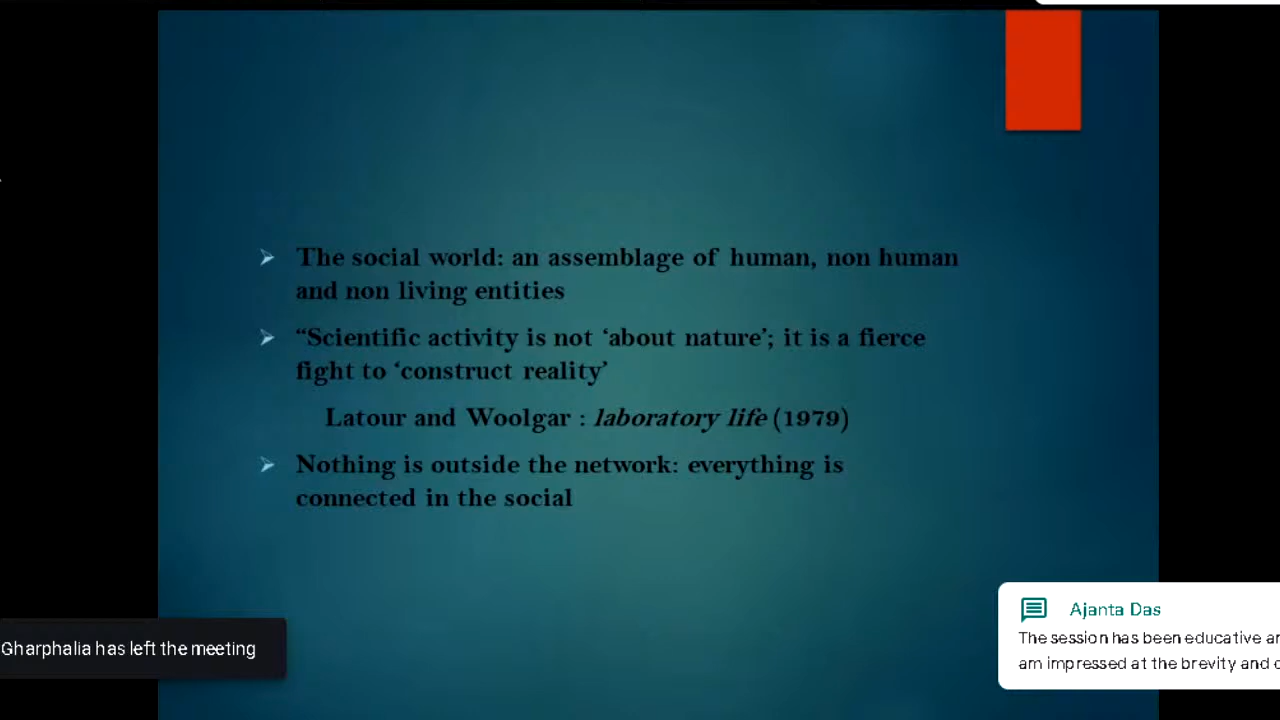 The social world: an assemblage of human, non human
and non living entities
“Scientific activity is not ‘about nature’; it is a fierce
fight to ‘construct reality’
Latour and Woolgar : laboratory life (1979)
Nothing is outside the network: everything is
connected in the social
Gharphalia has left the meeting
Ajanta Das
The session has been educative
am impressed at the brevity and